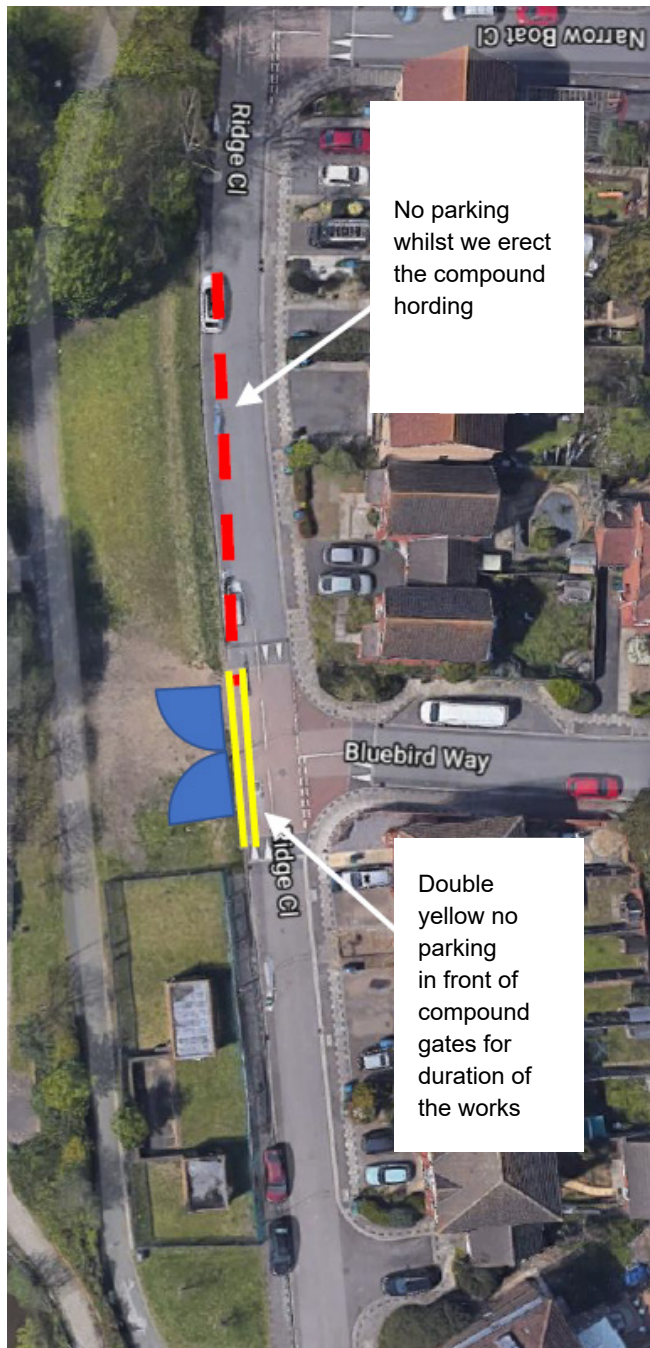 Narrow Boat Cl
Ridge Cl
No parking
whilst we erect
the compound
hording
Bluebird Way
Ridge Cl
Double
yellow no
parking
in front of
compound
gates for
duration of
the works